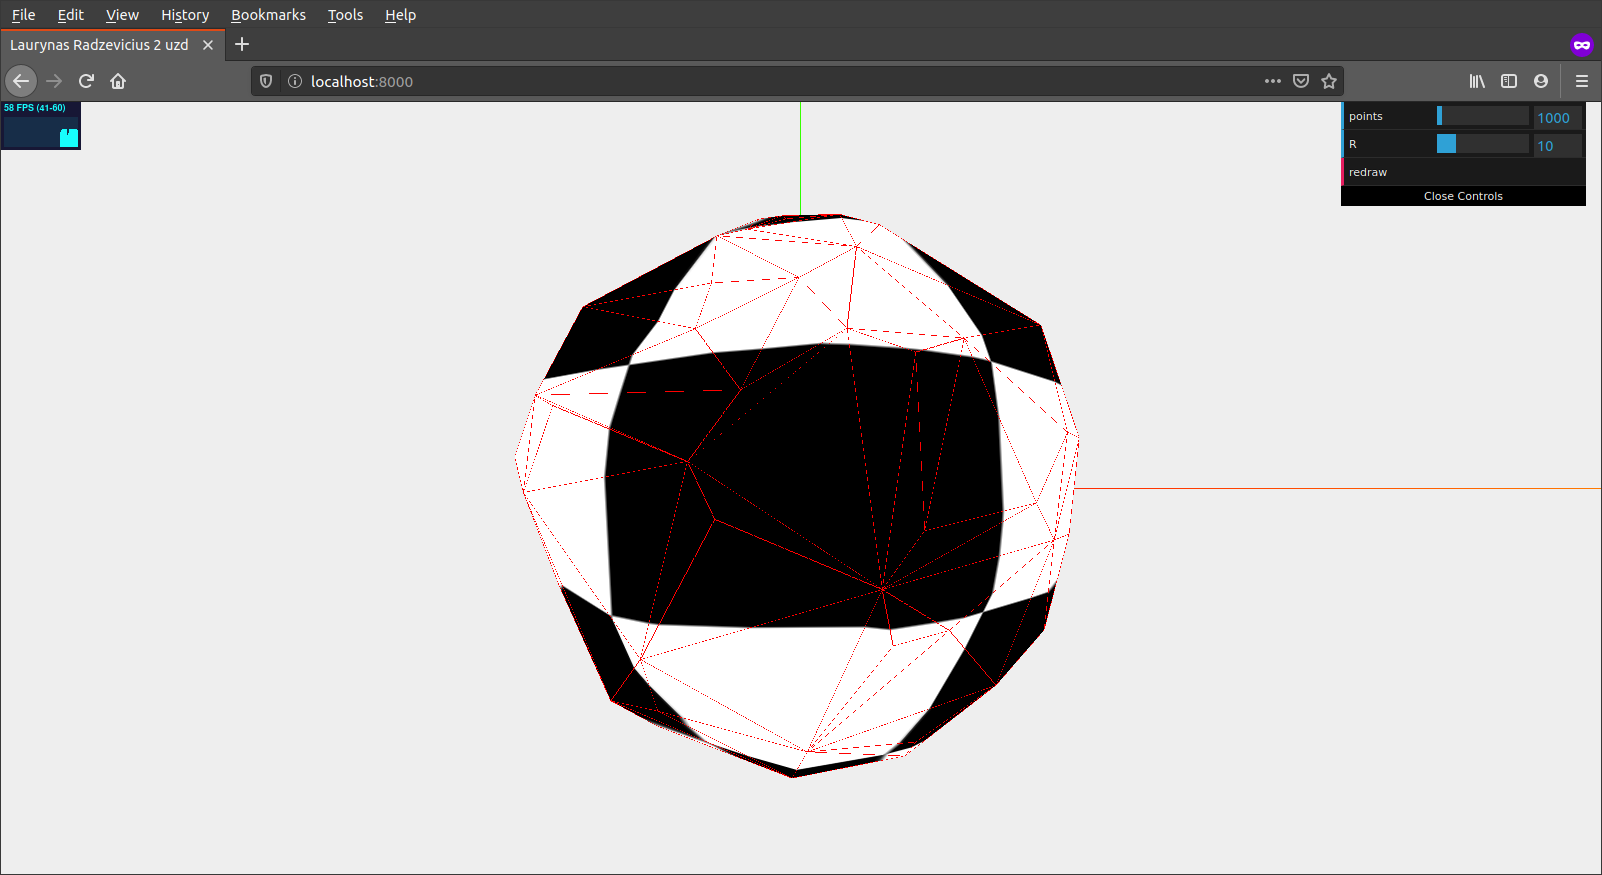 File Edit View History Bookmarks Tools Help
Laurynas Radzevicius 2 uzd
localhost:8000
58 FPS (41-60)
points 1000
R 10
redraw
Close Controls